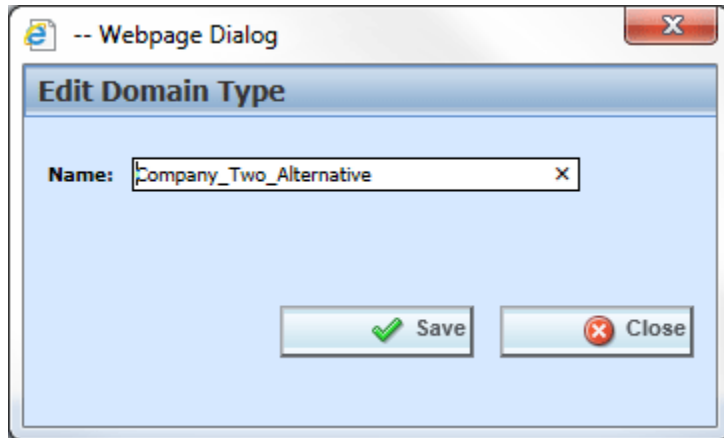 -- Webpage Dialog
Edit Domain Type
Name: Company_Two_Alternative
Save Close